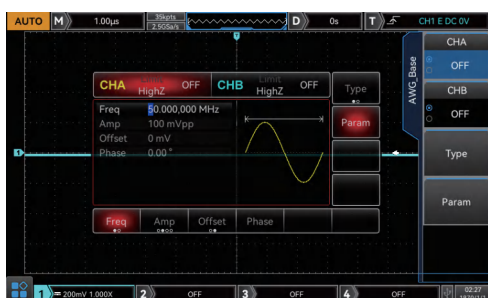 AUTO M 1.00μs 35kpts 2.5GSa/s D 0s T CH1 E DC 0V
CHA
OFF
CHB
OFF
Type
Param
AWG_Base
CHA Limit HighZ OFF CHB Limit HighZ OFF Type
Freq 50.000,000 MHz
Amp 100 mVpp
Offset 0 mV
Phase 0.00°
Param
Freq Amp Offset Phase
1 200mV 1.000X 2 OFF 3 OFF 4 OFF 02:27